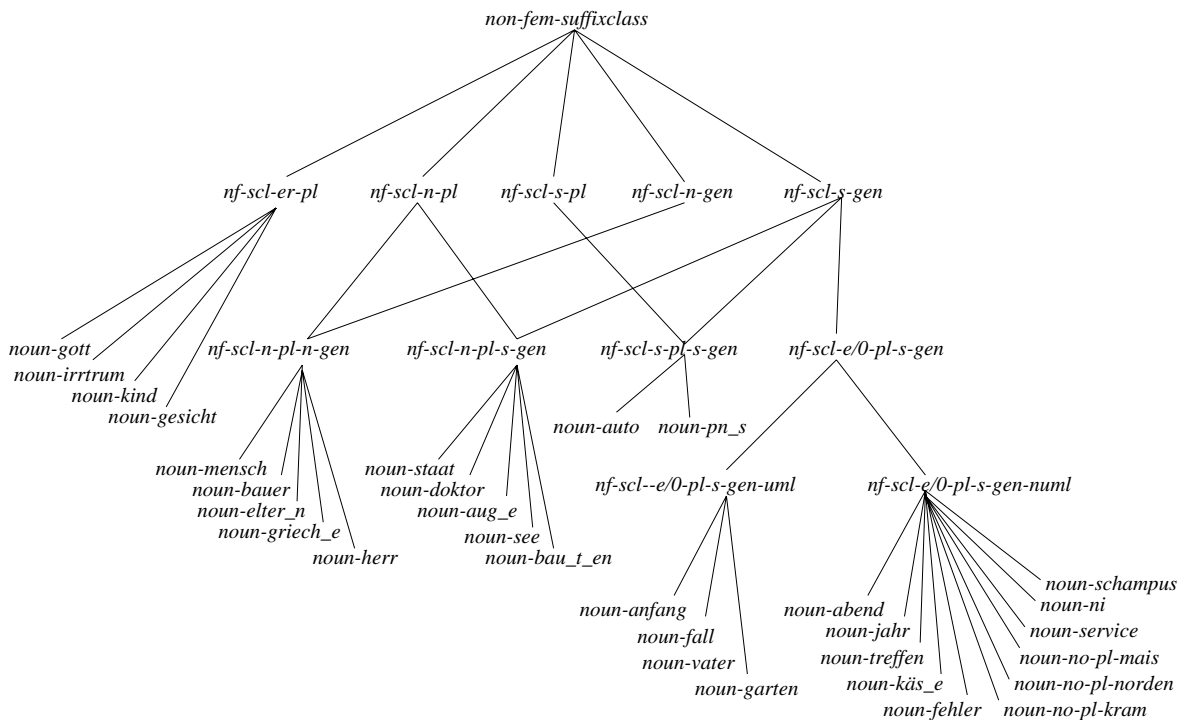 non-fem-suffixclass
nf-scl-er-pl nf-scl-n-pl nf-scl-s-pl nf-scl-n-gen nf-scl-s-gen
noun-gott nf-scl-n-pl-n-gen nf-scl-n-pl-s-gen nf-scl-s-pl-s-gen nf-scl-e/0-pl-s-gen
noun-irrtrum
noun-kind
noun-gesicht
noun-auto noun-pn_s
noun-mensch noun-staat
noun-bauer noun-doktor nf-scl--e/0-pl-s-gen-uml nf-scl-e/0-pl-s-gen-numl
noun-elter_n noun-aug_e
noun-griech_e noun-see
noun-herr noun-bau_t_en
noun-schampus
noun-anfang noun-abend noun-ni
noun-fall noun-jahr noun-service
noun-vater noun-treffen noun-no-pl-mais
noun-garten noun-käs_e noun-no-pl-norden
noun-fehler noun-no-pl-kram